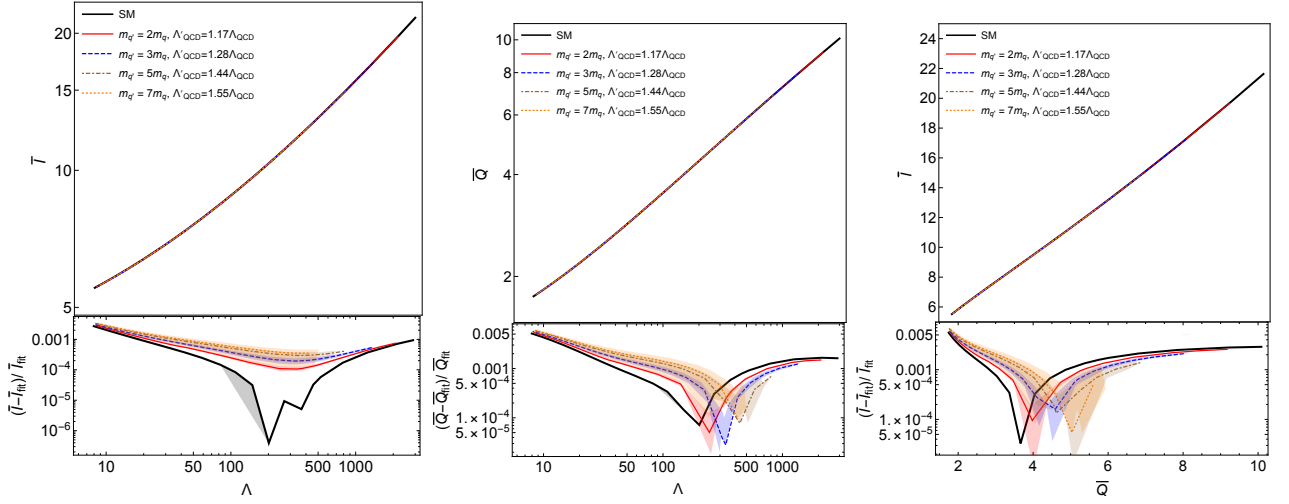 SM
m_q' = 2m_q, Λ'_QCD=1.17Λ_QCD
m_q' = 3m_q, Λ'_QCD=1.28Λ_QCD
m_q' = 5m_q, Λ'_QCD=1.44Λ_QCD
m_q' = 7m_q, Λ'_QCD=1.55Λ_QCD
20
15
10
5
I̅
0.001
10⁻⁴
10⁻⁵
10⁻⁶
(I̅-I̅_fit)/ I̅_fit
10 50 100 500 1000
Λ
SM
m_q' = 2m_q, Λ'_QCD=1.17Λ_QCD
m_q' = 3m_q, Λ'_QCD=1.28Λ_QCD
m_q' = 5m_q, Λ'_QCD=1.44Λ_QCD
m_q' = 7m_q, Λ'_QCD=1.55Λ_QCD
10
8
6
4
2
Q̅
0.005
0.001
5.×10⁻⁴
1.×10⁻⁴
5.×10⁻⁵
(Q̅-Q̅_fit)/ Q̅_fit
10 50 100 500 1000
Λ
SM
m_q' = 2m_q, Λ'_QCD=1.17Λ_QCD
m_q' = 3m_q, Λ'_QCD=1.28Λ_QCD
m_q' = 5m_q, Λ'_QCD=1.44Λ_QCD
m_q' = 7m_q, Λ'_QCD=1.55Λ_QCD
24
22
20
18
16
14
12
10
8
6
I̅
0.005
0.001
5.×10⁻⁴
1.×10⁻⁴
5.×10⁻⁵
(I̅-I̅_fit)/ I̅_fit
2 4 6 8 10
Q̅